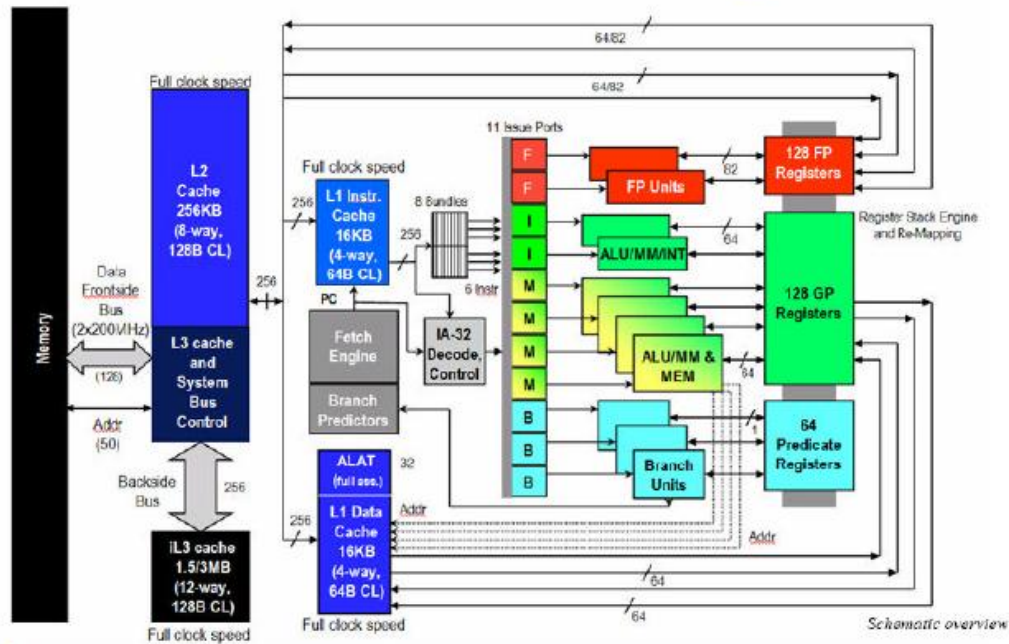 64/82
64/82
Full clock speed
11 Issue Ports
Full clock speed
L2
Cache
256KB
(8-way,
128B CL)
256
L1 Instr.
Cache
16KB
(4-way,
64B CL)
256
8 Bundles
6 Instr
F
F
I
I
M
M
M
M
B
B
B
FP Units
82
128 FP
Registers
Register Stack Engine
and Re-Mapping
ALU/MM/INT
64
128 GP
Registers
ALU/MM &
MEM
64
Memory
Data
Frontside
Bus
(2x200MHz)
(128)
Addr
(50)
256
L3 cache
and
System
Bus
Control
PC
Fetch
Engine
Branch
Predictors
IA-32
Decode,
Control
1
64
Predicate
Registers
Branch
Units
Backside
Bus
256
ALAT
(full ass.)
32
256
L1 Data
Cache
16KB
(4-way,
64B CL)
Addr
Addr
64
64
iL3 cache
1.5/3MB
(12-way,
128B CL)
Full clock speed
Full clock speed
Schematic overview